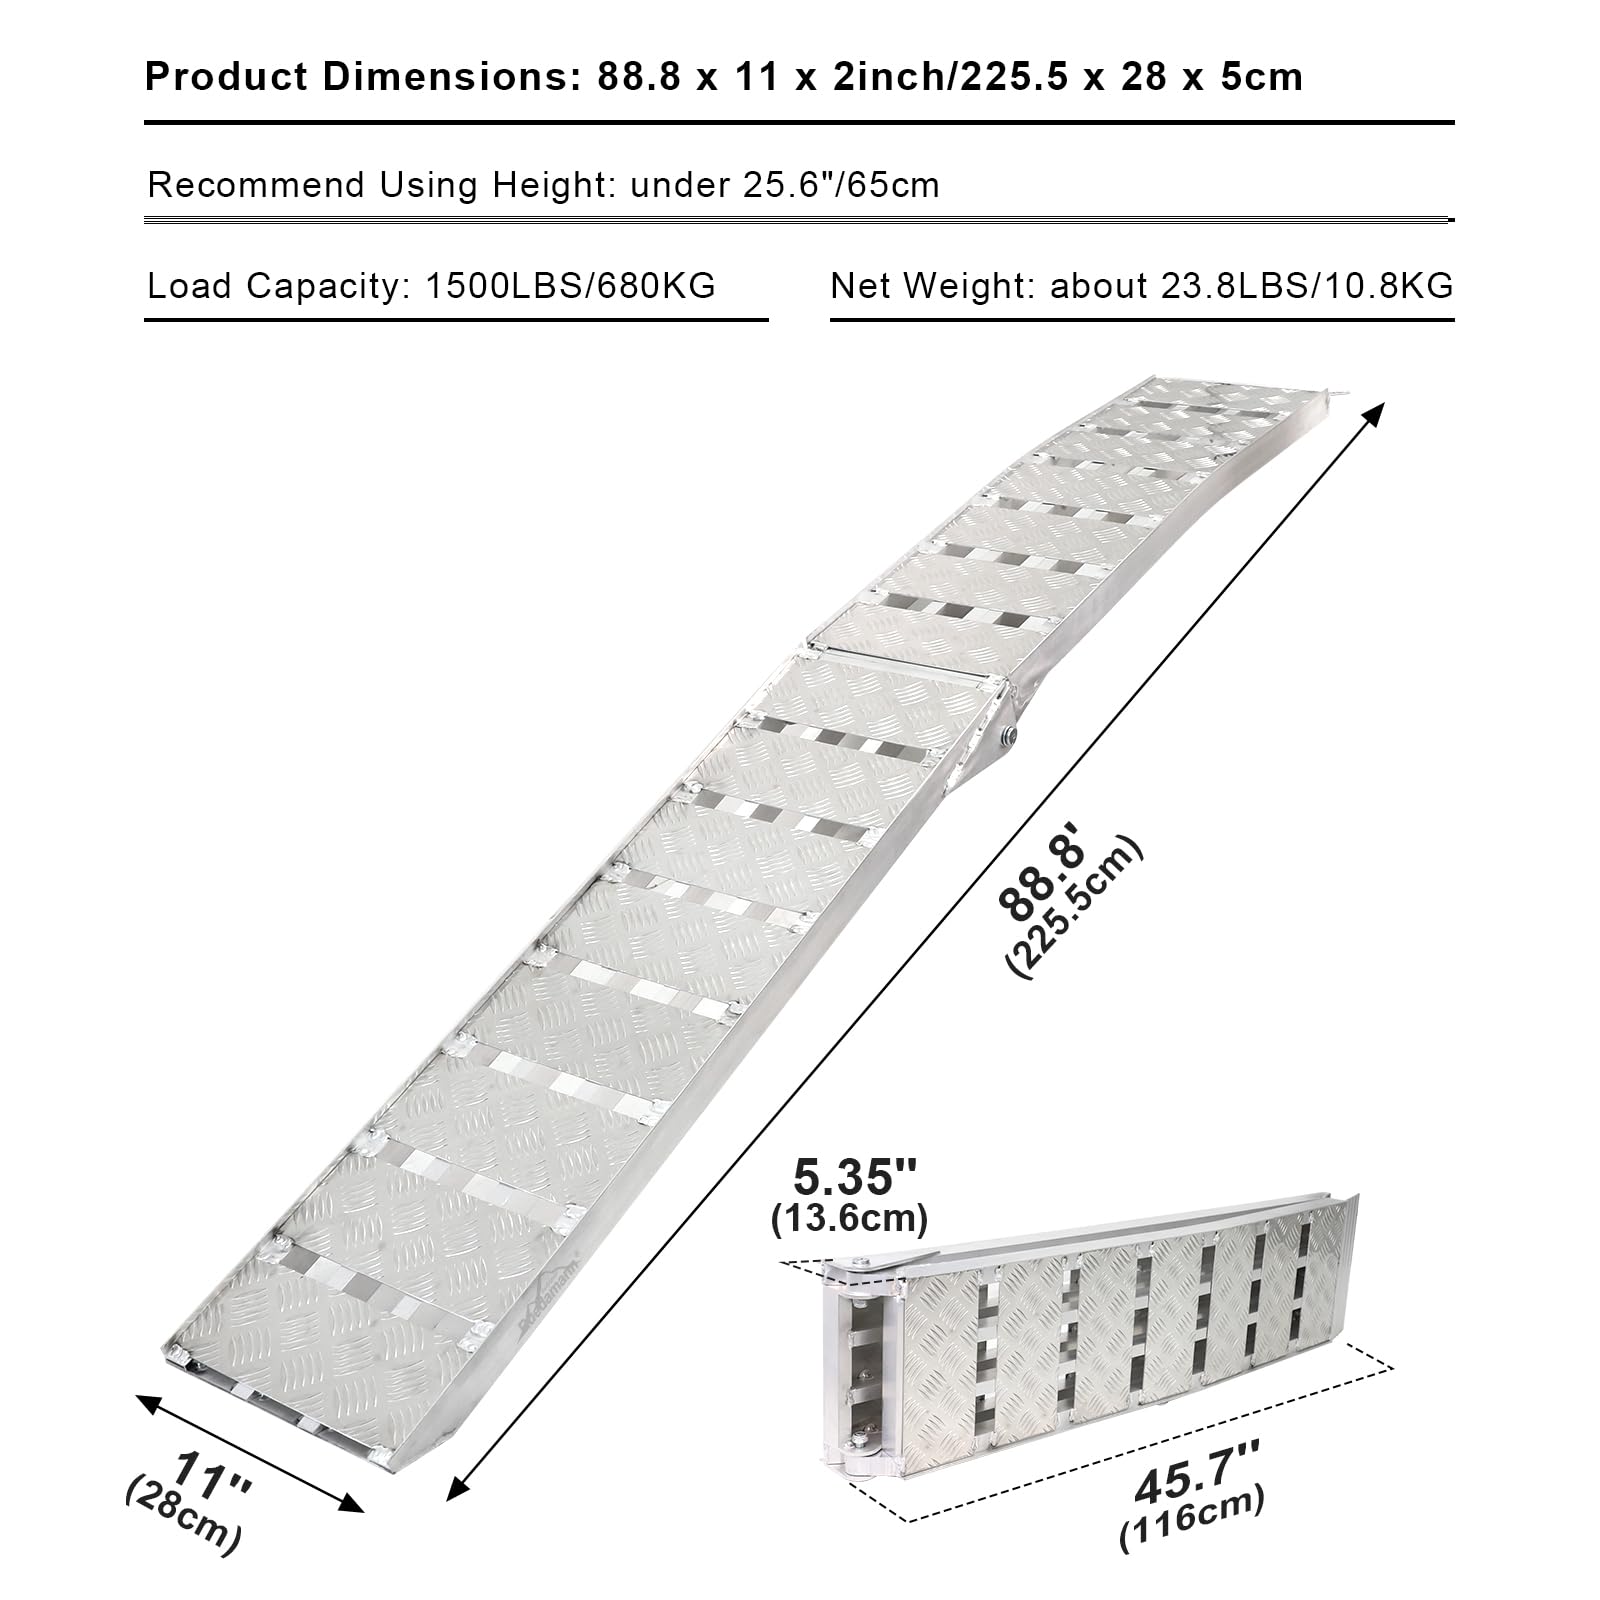 Product Dimensions: 88.8 x 11 x 2inch/225.5 x 28 x 5cm
Recommend Using Height: under 25.6"/65cm
Load Capacity: 1500LBS/680KG
Net Weight: about 23.8LBS/10.8KG
88.8'
(225.5cm)
5.35"
(13.6cm)
11"
(28cm)
45.7"
(116cm)